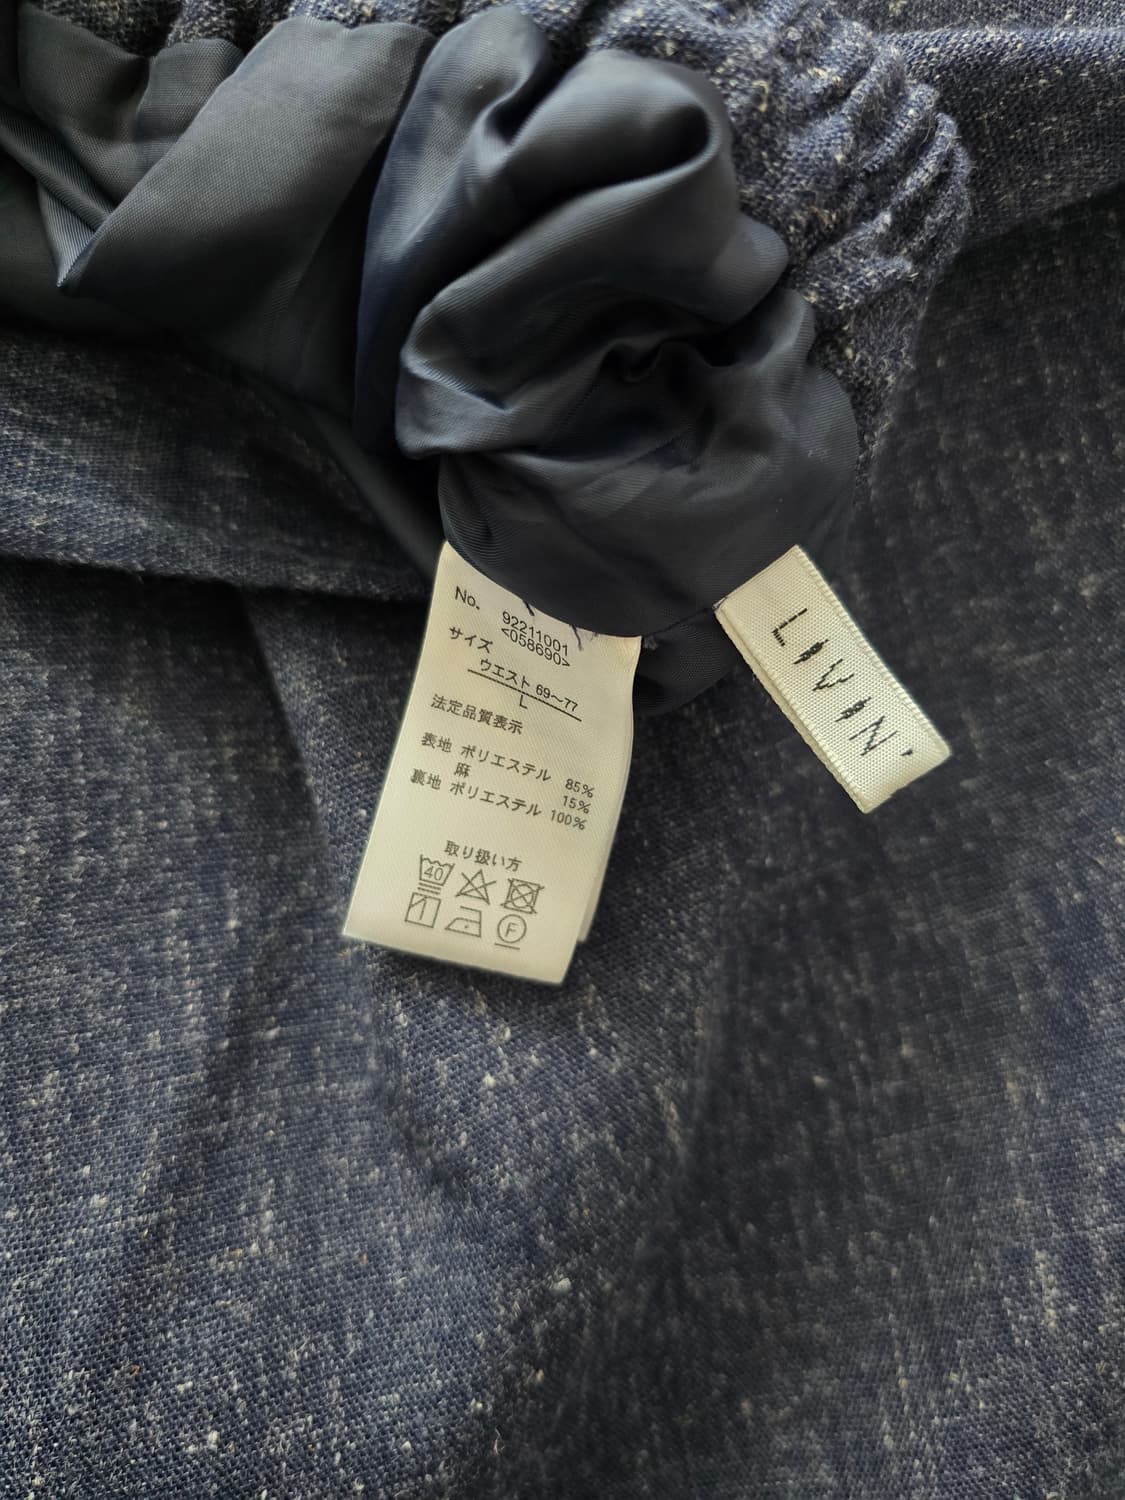 No. 92211001
<058690>
サイズ
ウエスト 69〜77
L
法定品質表示
表地 ポリエステル 85%
麻 15%
裏地 ポリエステル 100%
取り扱い方
40
F
LIVIN'